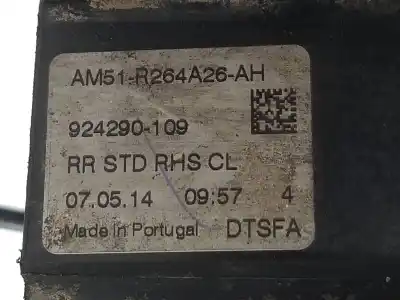 AM51-R264A26-AH
924290-109
RR STD RHS CL
07.05.14 09:57 4
Made in Portugal DTSFA